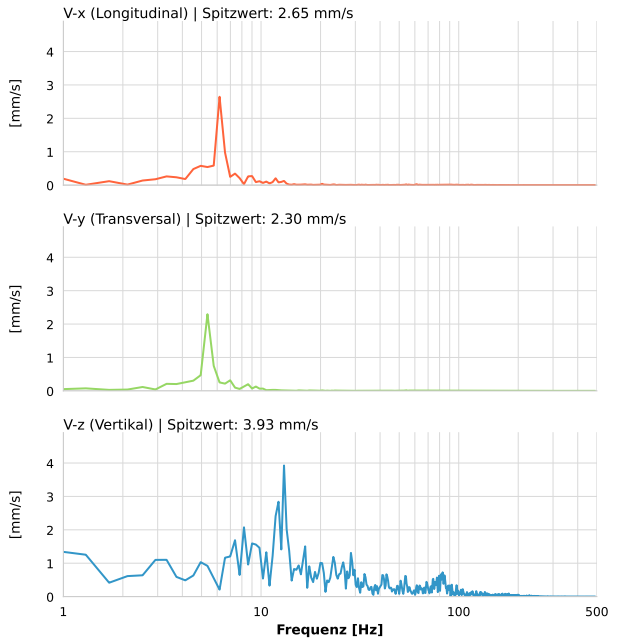 V-x (Longitudinal) | Spitzwert: 2.65 mm/s
4
3
[mm/s]
2
1
0
V-y (Transversal) | Spitzwert: 2.30 mm/s
4
3
[mm/s]
2
1
0
V-z (Vertikal) | Spitzwert: 3.93 mm/s
4
3
[mm/s]
2
1
0
1 10 100 500
Frequenz [Hz]